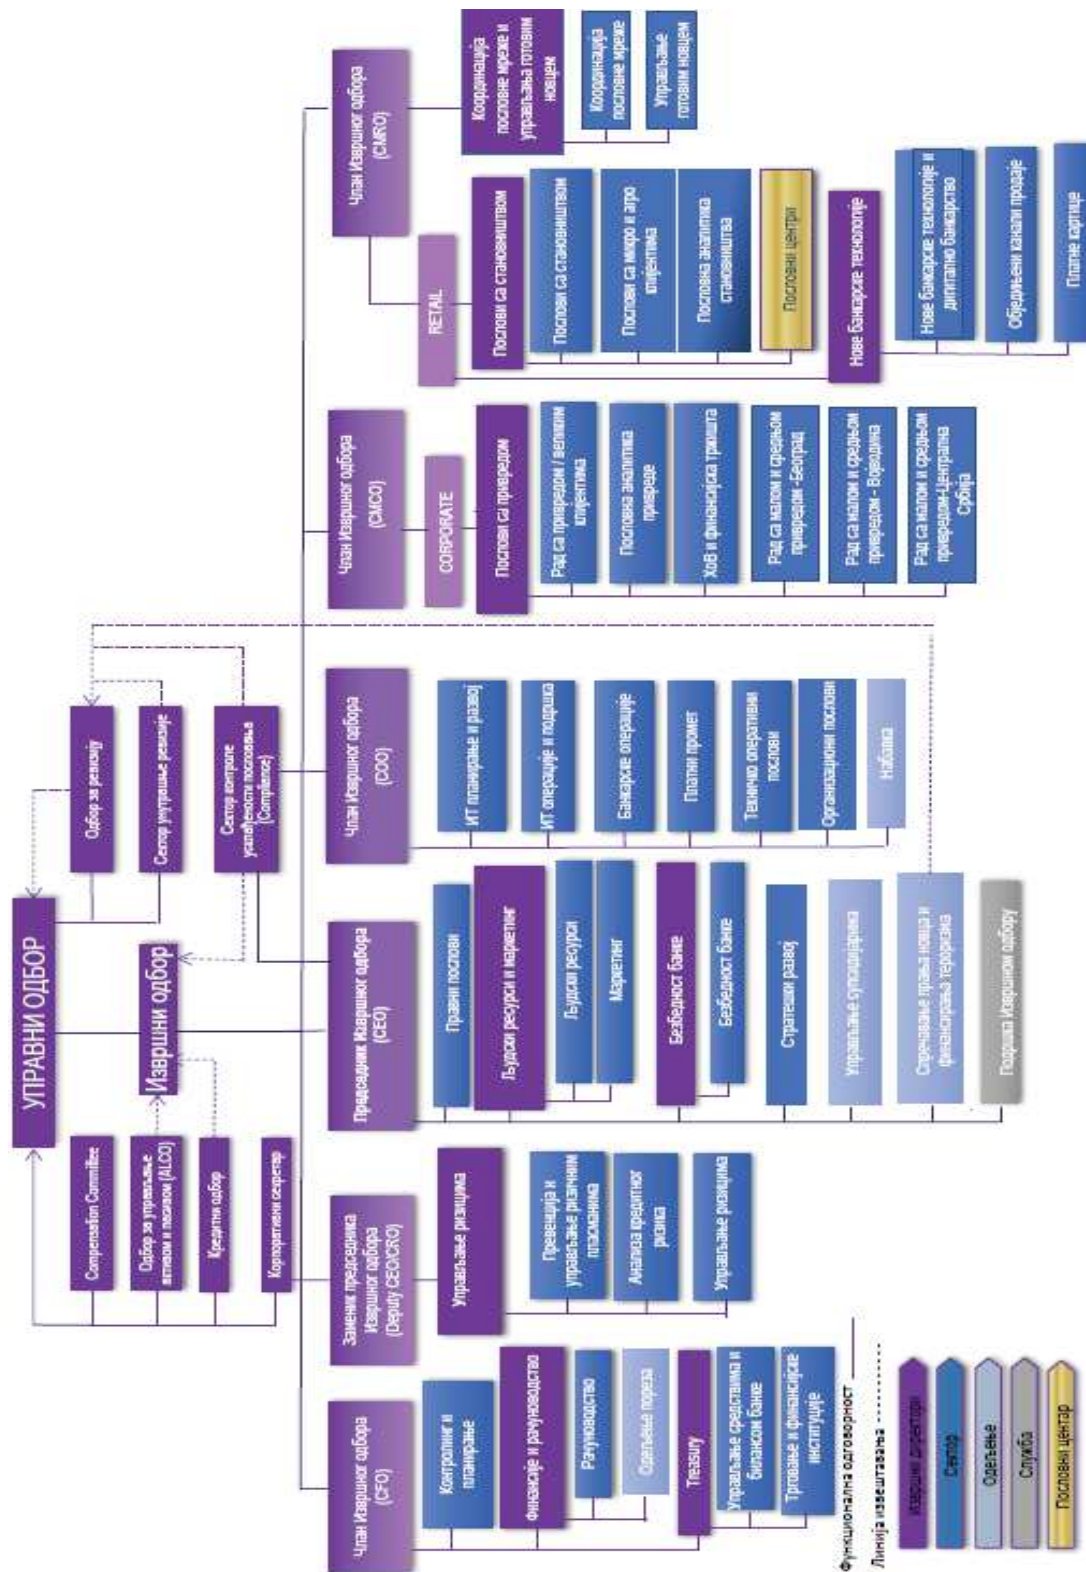 УПРАВНИ ОДБОР
Compensation Committee
Одбор за управљање
активом и пасивом (ALCO)
Кредитни одбор
Корпоративни секретар
Извршни одбор
Одбор за ревизију
Сектор унутрашње ревизије
Сектор контроле
усклађености пословања
(Compliance)
Члан Извршног одбора
(CFO)
Контролинг и
планирање
Финансије и рачуноводство
Рачуноводство
Одељење пореза
Treasury
Управљање средствима и
билансом банке
Трговање и финансијске
институције
Заменик председника
Извршног одбора
(Deputy CEO/CRO)
Управљање ризицима
Превенција и
управљање ризичним
пласманима
Анализа кредитног
ризика
Управљање ризицима
Председник Извршног одбора
(CEO)
Правни послови
Људски ресурси и маркетинг
Људски ресурси
Маркетинг
Безбедност банке
Безбедност банке
Стратешки развој
Управљање супсидијарима
Спречавање прања новца и
финансирања тероризма
Подршка Извршном одбору
Члан Извршног одбора
(COO)
ИТ планирање и развој
ИТ операције и подршка
Банкарске операције
Платни промет
Техничко оперативни
послови
Организациони послови
Набавка
Члан Извршног одбора
(CMCO)
CORPORATE
Послови са привредом
Рад са привредом / великим
клијентима
Пословна аналитика
привреде
ХоВ и финансијска тржишта
Рад са малом и средњом
привредом -Београд
Рад са малом и средњом
привредом - Војводина
Рад са малом и средњом
привредом-Централна
Србија
Члан Извршног одбора
(CMRO)
RETAIL
Послови са становништвом
Послови са становништвом
Послови са микро и агро
клијентима
Пословна аналитика
становништва
Пословни центри
Нове банкарске технологије
Нове банкарске технологије и
дигитално банкарство
Обједињени канали продаје
Платне картице
Координација
пословне мреже и
управљања готовим
новцем
Координација
пословне мреже
Управљање
готовим новцем
Функционална одговорност
Линија извештавања
Извршни директори
Сектор
Одељење
Служба
Пословни центар